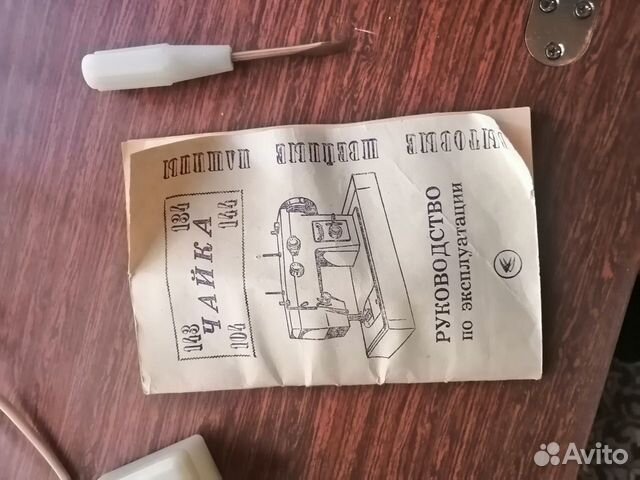 БЫТОВЫЕ ШВЕЙНЫЕ МАШИНЫ
143 134
ЧАЙКА
104 144
РУКОВОДСТВО
по эксплуатации
Avito